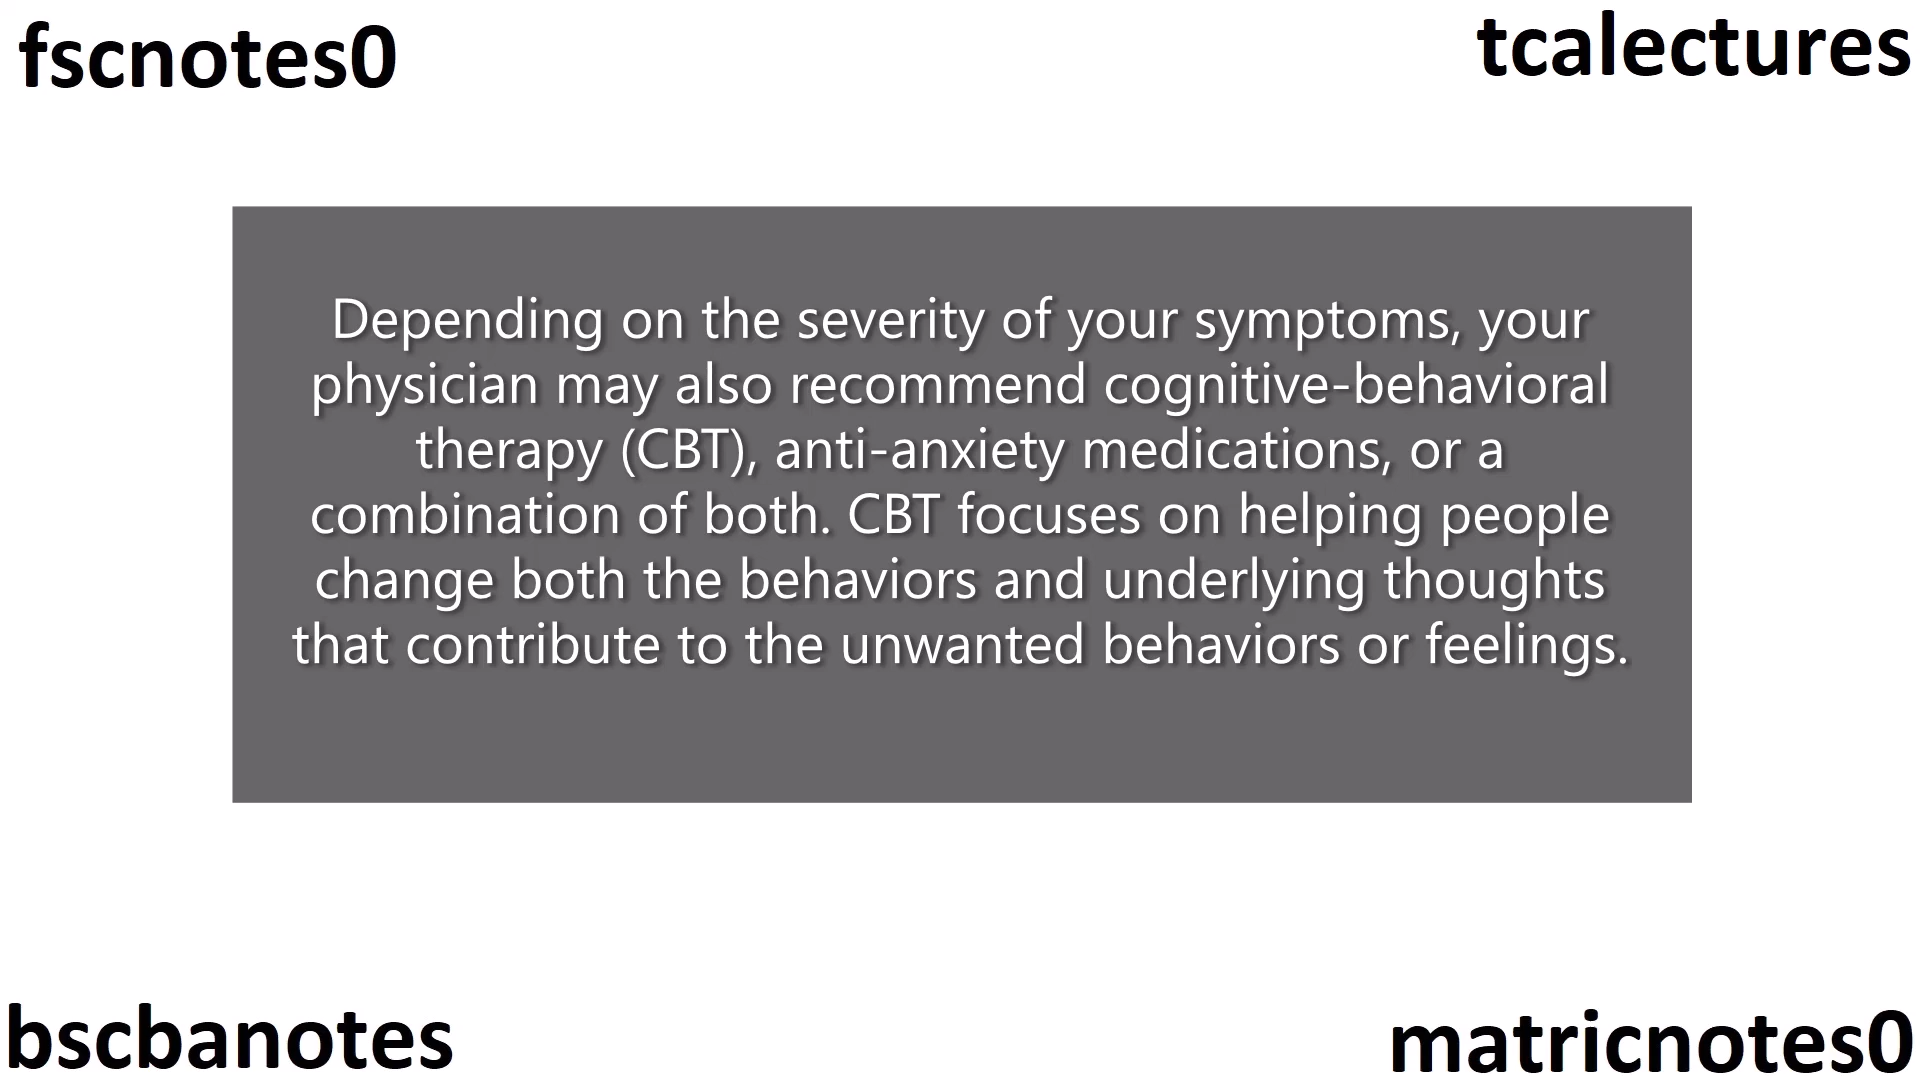 fscnotes0
tcalectures
Depending on the severity of your symptoms, your
physician may also recommend cognitive-behavioral
therapy (CBT), anti-anxiety medications, or a
combination of both. CBT focuses on helping people
change both the behaviors and underlying thoughts
that contribute to the unwanted behaviors or feelings.
bscbanotes
matricnotes0